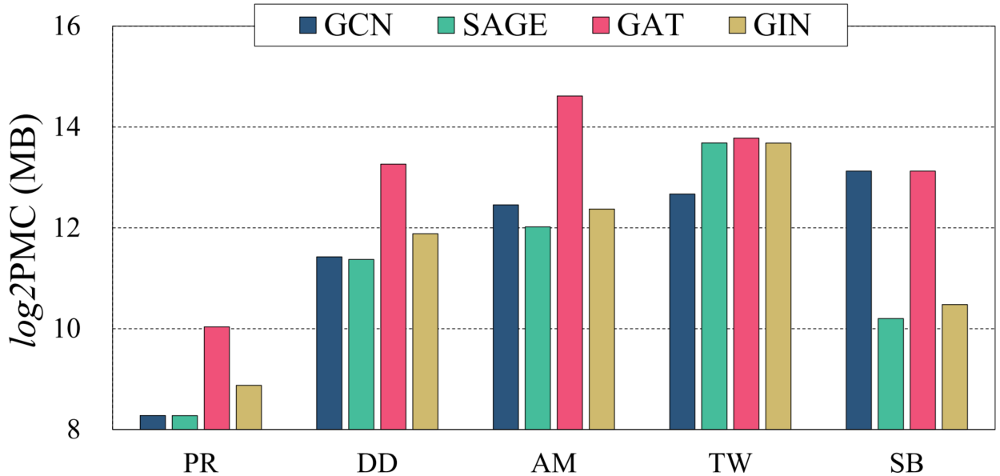 GCN SAGE GAT GIN
log2PMC (MB)
16
14
12
10
8
PR DD AM TW SB